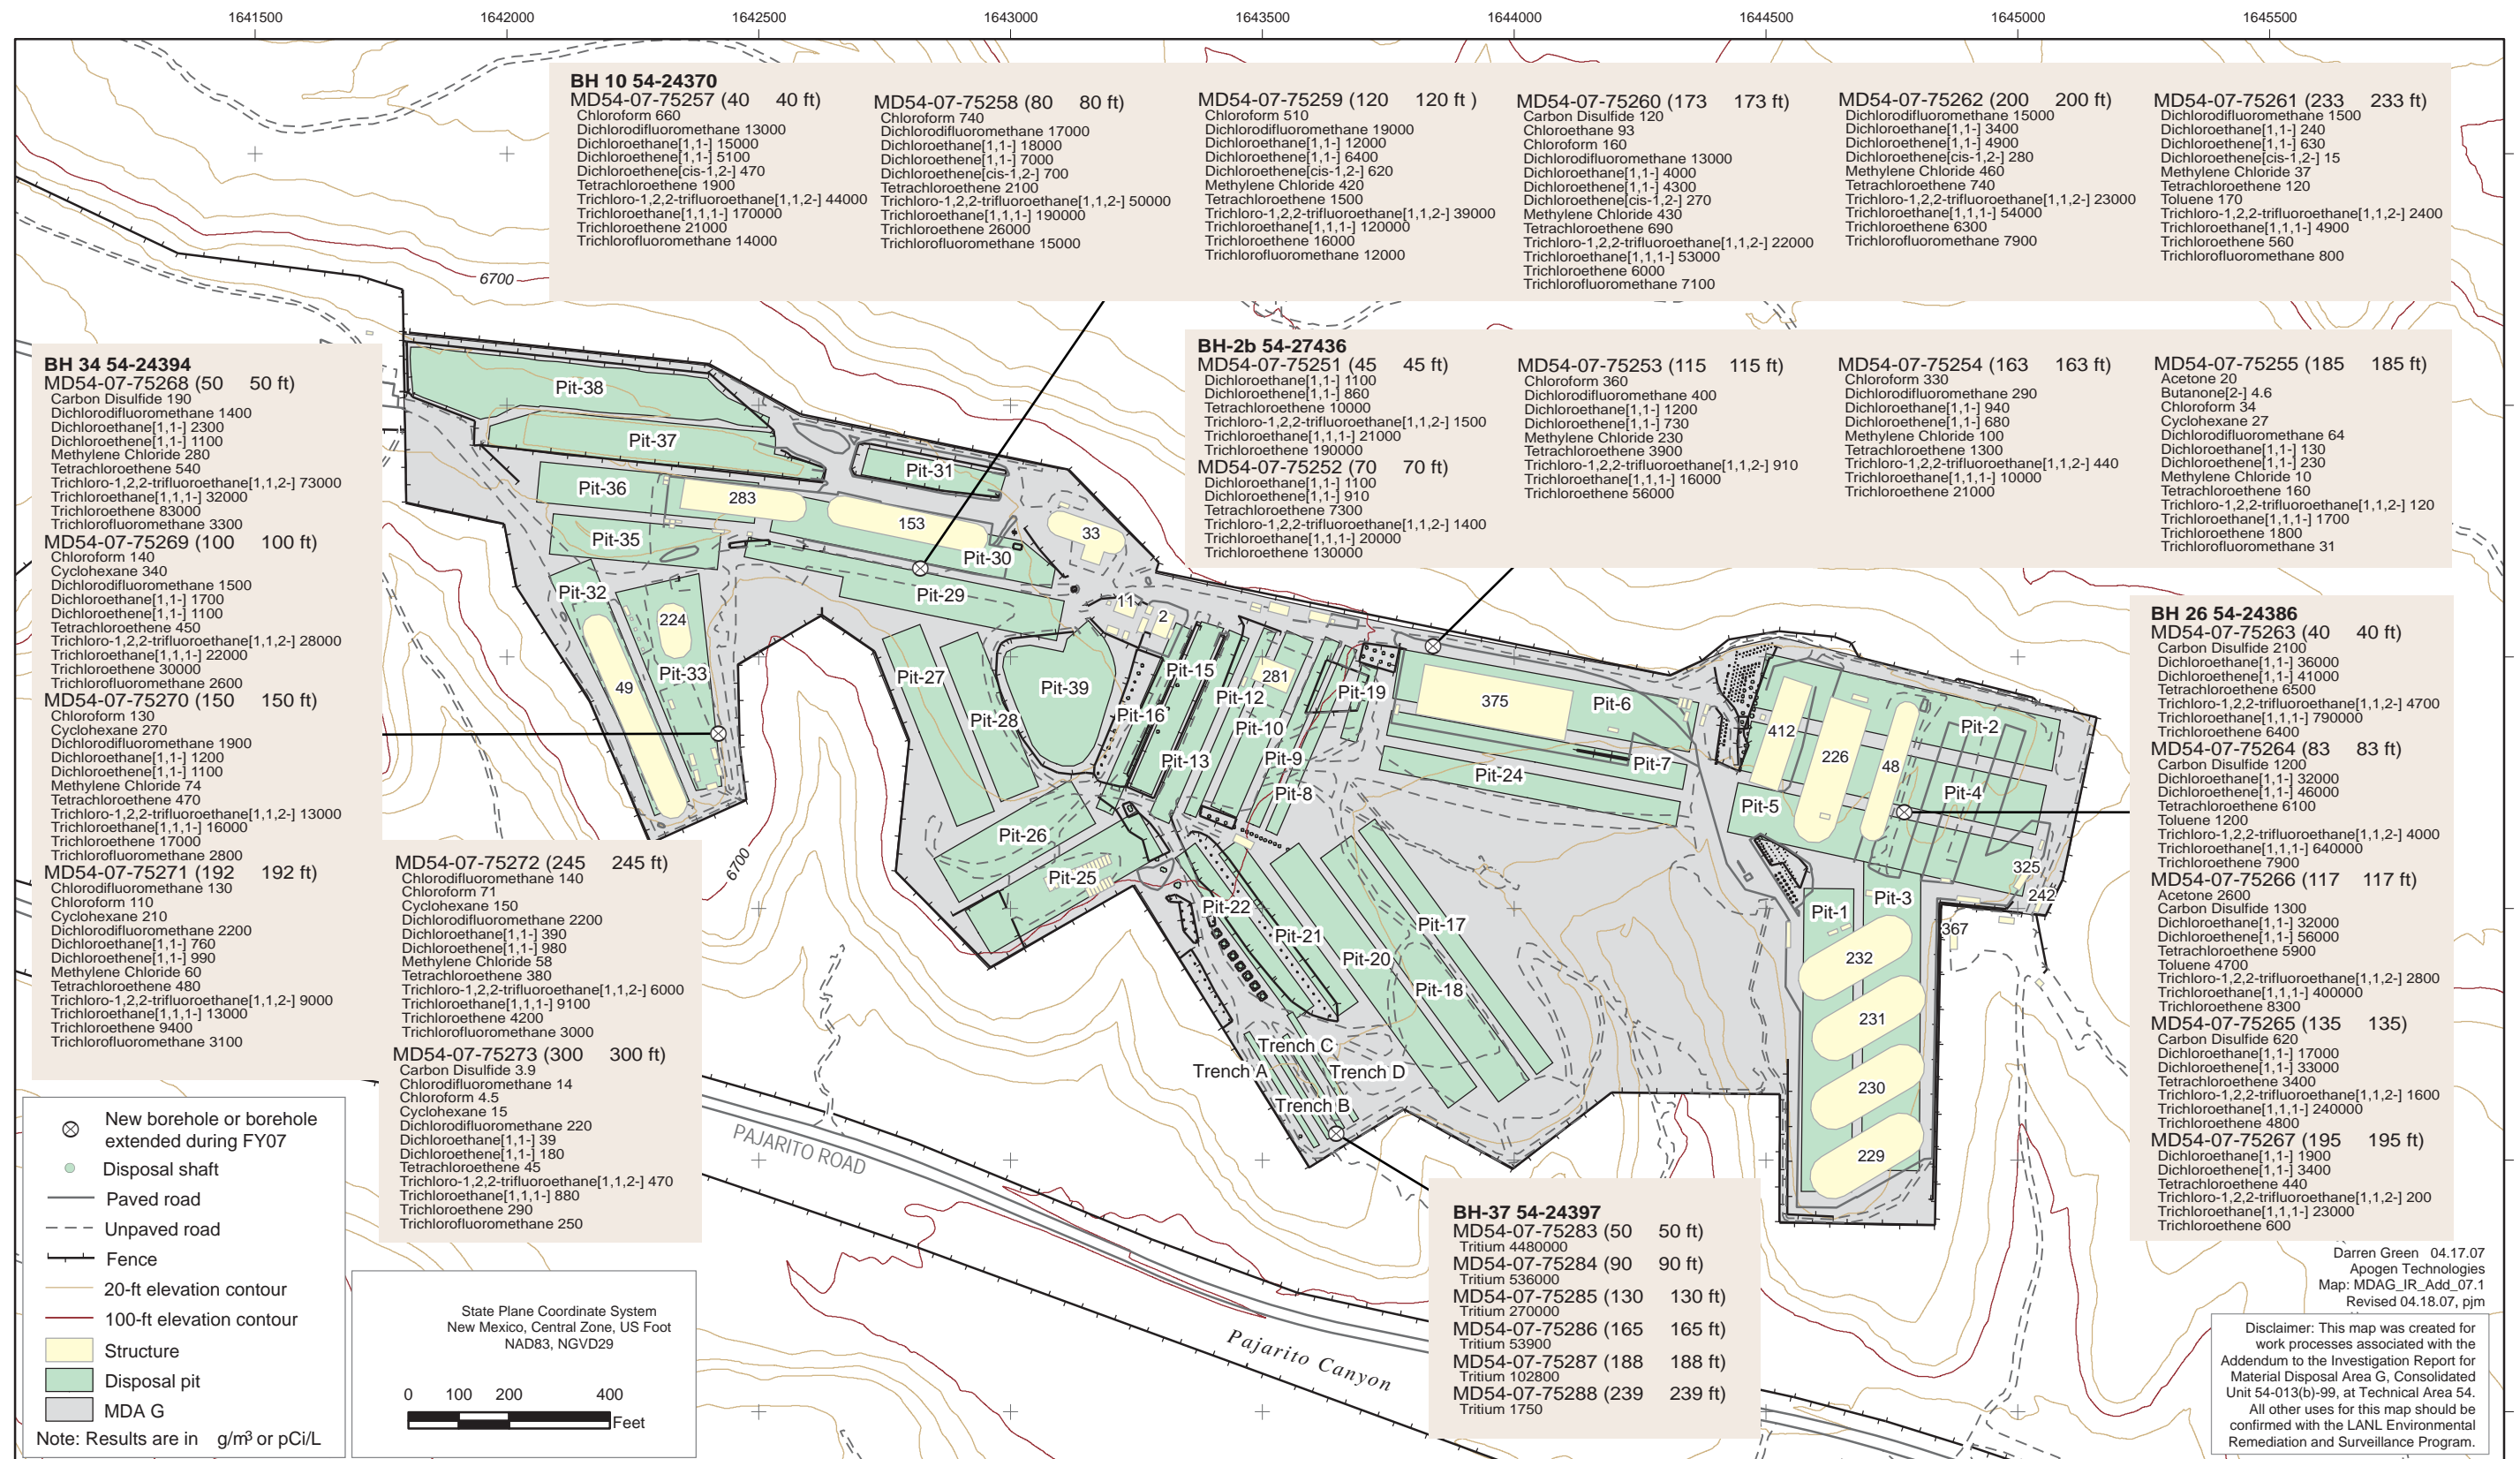 1641500
1642000
1642500
1643000
1643500
1644000
1644500
1645000
1645500
BH 10 54-24370
MD54-07-75257 (40 40 ft)
Chloroform 660
Dichlorodifluoromethane 13000
Dichloroethane[1,1-] 15000
Dichloroethene[1,1-] 5100
Dichloroethene[cis-1,2-] 470
Tetrachloroethene 1900
Trichloro-1,2,2-trifluoroethane[1,1,2-] 44000
Trichloroethane[1,1,1-] 170000
Trichloroethene 21000
Trichlorofluoromethane 14000
MD54-07-75258 (80 80 ft)
Chloroform 740
Dichlorodifluoromethane 17000
Dichloroethane[1,1-] 18000
Dichloroethene[1,1-] 7000
Dichloroethene[cis-1,2-] 700
Tetrachloroethene 2100
Trichloro-1,2,2-trifluoroethane[1,1,2-] 50000
Trichloroethane[1,1,1-] 190000
Trichloroethene 26000
Trichlorofluoromethane 15000
MD54-07-75259 (120 120 ft )
Chloroform 510
Dichlorodifluoromethane 19000
Dichloroethane[1,1-] 12000
Dichloroethene[1,1-] 6400
Dichloroethene[cis-1,2-] 620
Methylene Chloride 420
Tetrachloroethene 1500
Trichloro-1,2,2-trifluoroethane[1,1,2-] 39000
Trichloroethane[1,1,1-] 120000
Trichloroethene 16000
Trichlorofluoromethane 12000
MD54-07-75260 (173 173 ft)
Carbon Disulfide 120
Chloroethane 93
Chloroform 160
Dichlorodifluoromethane 13000
Dichloroethane[1,1-] 4000
Dichloroethene[1,1-] 4300
Dichloroethene[cis-1,2-] 270
Methylene Chloride 430
Tetrachloroethene 690
Trichloro-1,2,2-trifluoroethane[1,1,2-] 22000
Trichloroethane[1,1,1-] 53000
Trichloroethene 6000
Trichlorofluoromethane 7100
MD54-07-75262 (200 200 ft)
Dichlorodifluoromethane 15000
Dichloroethane[1,1-] 3400
Dichloroethene[1,1-] 4900
Dichloroethene[cis-1,2-] 280
Methylene Chloride 460
Tetrachloroethene 740
Trichloro-1,2,2-trifluoroethane[1,1,2-] 23000
Trichloroethane[1,1,1-] 54000
Trichloroethene 6300
Trichlorofluoromethane 7900
MD54-07-75261 (233 233 ft)
Dichlorodifluoromethane 1500
Dichloroethane[1,1-] 240
Dichloroethene[1,1-] 630
Dichloroethene[cis-1,2-] 15
Methylene Chloride 37
Tetrachloroethene 120
Toluene 170
Trichloro-1,2,2-trifluoroethane[1,1,2-] 2400
Trichloroethane[1,1,1-] 4900
Trichloroethene 560
Trichlorofluoromethane 800
6700
BH-2b 54-27436
MD54-07-75251 (45 45 ft)
Dichloroethane[1,1-] 1100
Dichloroethene[1,1-] 860
Tetrachloroethene 10000
Trichloro-1,2,2-trifluoroethane[1,1,2-] 1500
Trichloroethane[1,1,1-] 21000
Trichloroethene 190000
MD54-07-75252 (70 70 ft)
Dichloroethane[1,1-] 1100
Dichloroethene[1,1-] 910
Tetrachloroethene 7300
Trichloro-1,2,2-trifluoroethane[1,1,2-] 1400
Trichloroethane[1,1,1-] 20000
Trichloroethene 130000
MD54-07-75253 (115 115 ft)
Chloroform 360
Dichlorodifluoromethane 400
Dichloroethane[1,1-] 1200
Dichloroethene[1,1-] 730
Methylene Chloride 230
Tetrachloroethene 3900
Trichloro-1,2,2-trifluoroethane[1,1,2-] 910
Trichloroethane[1,1,1-] 16000
Trichloroethene 56000
MD54-07-75254 (163 163 ft)
Chloroform 330
Dichlorodifluoromethane 290
Dichloroethane[1,1-] 940
Dichloroethene[1,1-] 680
Methylene Chloride 100
Tetrachloroethene 1300
Trichloro-1,2,2-trifluoroethane[1,1,2-] 440
Trichloroethane[1,1,1-] 10000
Trichloroethene 21000
MD54-07-75255 (185 185 ft)
Acetone 20
Butanone[2-] 4.6
Chloroform 34
Cyclohexane 27
Dichlorodifluoromethane 64
Dichloroethane[1,1-] 130
Dichloroethene[1,1-] 230
Methylene Chloride 10
Tetrachloroethene 160
Trichloro-1,2,2-trifluoroethane[1,1,2-] 120
Trichloroethane[1,1,1-] 1700
Trichloroethene 1800
Trichlorofluoromethane 31
BH 34 54-24394
MD54-07-75268 (50 50 ft)
Carbon Disulfide 190
Dichlorodifluoromethane 1400
Dichloroethane[1,1-] 2300
Dichloroethene[1,1-] 1100
Methylene Chloride 280
Tetrachloroethene 540
Trichloro-1,2,2-trifluoroethane[1,1,2-] 73000
Trichloroethane[1,1,1-] 32000
Trichloroethene 83000
Trichlorofluoromethane 3300
MD54-07-75269 (100 100 ft)
Chloroform 140
Cyclohexane 340
Dichlorodifluoromethane 1500
Dichloroethane[1,1-] 1700
Dichloroethene[1,1-] 1100
Tetrachloroethene 450
Trichloro-1,2,2-trifluoroethane[1,1,2-] 28000
Trichloroethane[1,1,1-] 22000
Trichloroethene 30000
Trichlorofluoromethane 2600
MD54-07-75270 (150 150 ft)
Chloroform 130
Cyclohexane 270
Dichlorodifluoromethane 1900
Dichloroethane[1,1-] 1200
Dichloroethene[1,1-] 1100
Methylene Chloride 74
Tetrachloroethene 470
Trichloro-1,2,2-trifluoroethane[1,1,2-] 13000
Trichloroethane[1,1,1-] 16000
Trichloroethene 17000
Trichlorofluoromethane 2800
MD54-07-75271 (192 192 ft)
Chlorodifluoromethane 130
Chloroform 110
Cyclohexane 210
Dichlorodifluoromethane 2200
Dichloroethane[1,1-] 760
Dichloroethene[1,1-] 990
Methylene Chloride 60
Tetrachloroethene 480
Trichloro-1,2,2-trifluoroethane[1,1,2-] 9000
Trichloroethane[1,1,1-] 13000
Trichloroethene 9400
Trichlorofluoromethane 3100
MD54-07-75272 (245 245 ft)
Chlorodifluoromethane 140
Chloroform 71
Cyclohexane 150
Dichlorodifluoromethane 2200
Dichloroethane[1,1-] 390
Dichloroethene[1,1-] 980
Methylene Chloride 58
Tetrachloroethene 380
Trichloro-1,2,2-trifluoroethane[1,1,2-] 6000
Trichloroethane[1,1,1-] 9100
Trichloroethene 4200
Trichlorofluoromethane 3000
MD54-07-75273 (300 300 ft)
Carbon Disulfide 3.9
Chlorodifluoromethane 14
Chloroform 4.5
Cyclohexane 15
Dichlorodifluoromethane 220
Dichloroethane[1,1-] 39
Dichloroethene[1,1-] 180
Tetrachloroethene 45
Trichloro-1,2,2-trifluoroethane[1,1,2-] 470
Trichloroethane[1,1,1-] 880
Trichloroethene 290
Trichlorofluoromethane 250
Pit-38
Pit-37
Pit-31
Pit-36
283
153
33
Pit-35
Pit-30
Pit-32
Pit-29
224
11
2
Pit-33
49
Pit-27
Pit-28
Pit-39
Pit-15
Pit-16
Pit-12
281
Pit-19
Pit-10
Pit-13
Pit-9
Pit-8
375
Pit-6
Pit-7
Pit-24
412
226
48
Pit-2
Pit-4
Pit-5
Pit-26
Pit-25
Pit-22
Pit-21
Pit-20
Pit-17
Pit-18
Pit-1
Pit-3
325
242
367
232
231
230
229
Trench C
Trench A
Trench D
Trench B
6700
PAJARITO ROAD
Pajarito Canyon
BH 26 54-24386
MD54-07-75263 (40 40 ft)
Carbon Disulfide 2100
Dichloroethane[1,1-] 36000
Dichloroethene[1,1-] 41000
Tetrachloroethene 6500
Trichloro-1,2,2-trifluoroethane[1,1,2-] 4700
Trichloroethane[1,1,1-] 790000
Trichloroethene 6400
MD54-07-75264 (83 83 ft)
Carbon Disulfide 1200
Dichloroethane[1,1-] 32000
Dichloroethene[1,1-] 46000
Tetrachloroethene 6100
Toluene 1200
Trichloro-1,2,2-trifluoroethane[1,1,2-] 4000
Trichloroethane[1,1,1-] 640000
Trichloroethene 7900
MD54-07-75266 (117 117 ft)
Acetone 2600
Carbon Disulfide 1300
Dichloroethane[1,1-] 32000
Dichloroethene[1,1-] 56000
Tetrachloroethene 5900
Toluene 4700
Trichloro-1,2,2-trifluoroethane[1,1,2-] 2800
Trichloroethane[1,1,1-] 400000
Trichloroethene 8300
MD54-07-75265 (135 135)
Carbon Disulfide 620
Dichloroethane[1,1-] 17000
Dichloroethene[1,1-] 33000
Tetrachloroethene 3400
Trichloro-1,2,2-trifluoroethane[1,1,2-] 1600
Trichloroethane[1,1,1-] 240000
Trichloroethene 4800
MD54-07-75267 (195 195 ft)
Dichloroethane[1,1-] 1900
Dichloroethene[1,1-] 3400
Tetrachloroethene 440
Trichloro-1,2,2-trifluoroethane[1,1,2-] 200
Trichloroethane[1,1,1-] 23000
Trichloroethene 600
BH-37 54-24397
MD54-07-75283 (50 50 ft)
Tritium 4480000
MD54-07-75284 (90 90 ft)
Tritium 536000
MD54-07-75285 (130 130 ft)
Tritium 270000
MD54-07-75286 (165 165 ft)
Tritium 53900
MD54-07-75287 (188 188 ft)
Tritium 102800
MD54-07-75288 (239 239 ft)
Tritium 1750
New borehole or borehole
extended during FY07
Disposal shaft
Paved road
Unpaved road
Fence
20-ft elevation contour
100-ft elevation contour
Structure
Disposal pit
MDA G
Note: Results are in g/m³ or pCi/L
State Plane Coordinate System
New Mexico, Central Zone, US Foot
NAD83, NGVD29
0 100 200 400
Feet
Darren Green 04.17.07
Apogen Technologies
Map: MDAG_IR_Add_07.1
Revised 04.18.07, pjm
Disclaimer: This map was created for
work processes associated with the
Addendum to the Investigation Report for
Material Disposal Area G, Consolidated
Unit 54-013(b)-99, at Technical Area 54.
All other uses for this map should be
confirmed with the LANL Environmental
Remediation and Surveillance Program.